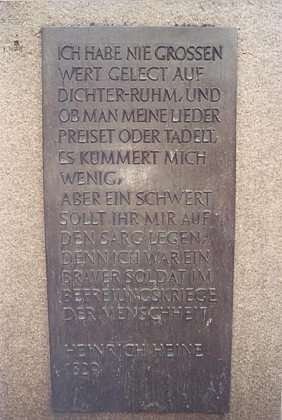 ICH HABE NIE GROSSEN
WERT GELEGT AUF
DICHTER-RUHM, UND
OB MAN MEINE LIEDER
PREISET ODER TADELT,
ES KÜMMERT MICH
WENIG,
ABER EIN SCHWERT
SOLLT IHR MIR AUF
DEN SARG LEGEN,
DENN ICH WAR EIN
BRAVER SOLDAT IM
BEFREIUNGSKRIEGE
DER MENSCHHEIT
HEINRICH HEINE
1829